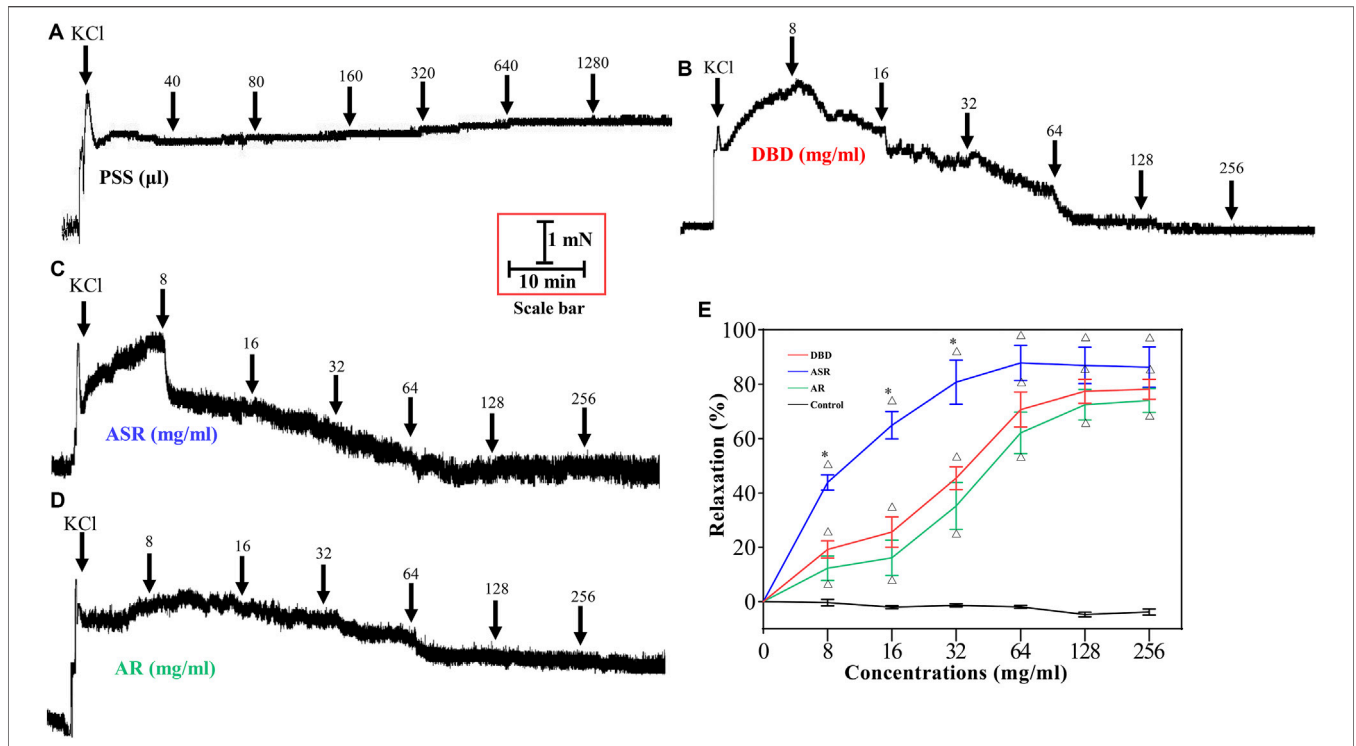 A
KCl
40
80
160
320
640
1280
PSS (μl)
B
KCl
8
16
32
64
128
256
DBD (mg/ml)
1 mN
10 min
Scale bar
C
KCl
8
16
32
64
128
256
ASR (mg/ml)
D
KCl
8
16
32
64
128
256
AR (mg/ml)
E
Relaxation (%)
100
80
60
40
20
0
DBD
ASR
AR
Control
*
*
*
0
8
16
32
64
128
256
Concentrations (mg/ml)